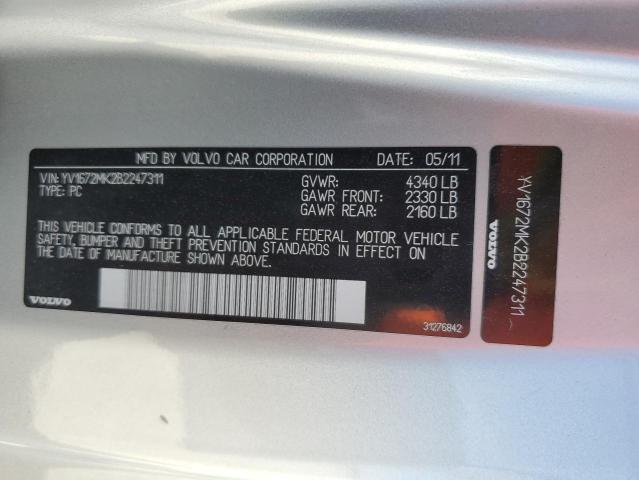 MFD BY VOLVO CAR CORPORATION DATE: 05/11
VIN: YV1672MK2B2247311
TYPE: PC
GVWR: 4340 LB
GAWR FRONT: 2330 LB
GAWR REAR: 2160 LB
THIS VEHICLE CONFORMS TO ALL APPLICABLE FEDERAL MOTOR VEHICLE
SAFETY, BUMPER AND THEFT PREVENTION STANDARDS IN EFFECT ON
THE DATE OF MANUFACTURE SHOWN ABOVE.
VOLVO
31276842
YV1672MK2B2247311
VOLVO